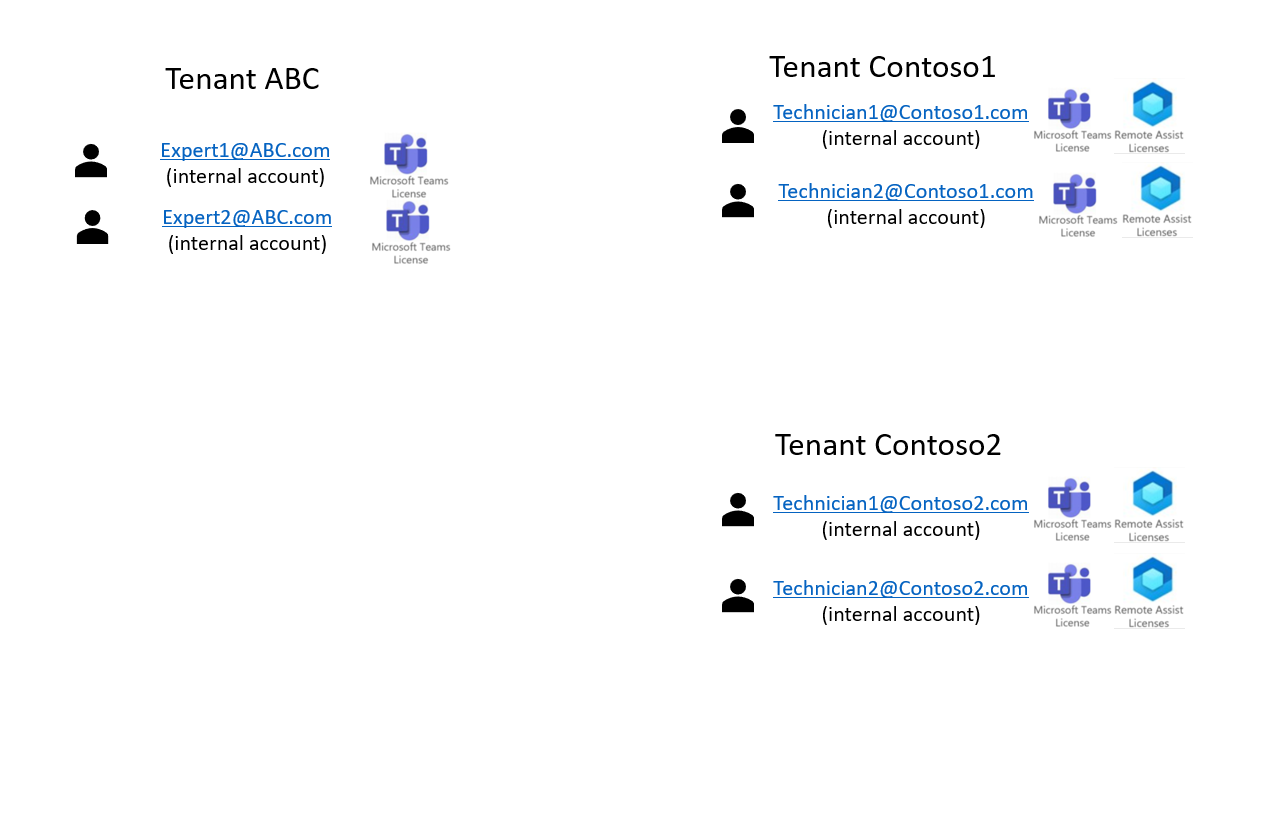 Tenant ABC
Expert1@ABC.com
(internal account)
T
Microsoft Teams
License
Expert2@ABC.com
(internal account)
T
Microsoft Teams
License
Tenant Contoso1
Technician1@Contoso1.com
(internal account)
T
Microsoft Teams
License
Remote Assist
Licenses
Technician2@Contoso1.com
(internal account)
T
Microsoft Teams
License
Remote Assist
Licenses
Tenant Contoso2
Technician1@Contoso2.com
(internal account)
T
Microsoft Teams
License
Remote Assist
Licenses
Technician2@Contoso2.com
(internal account)
T
Microsoft Teams
License
Remote Assist
Licenses